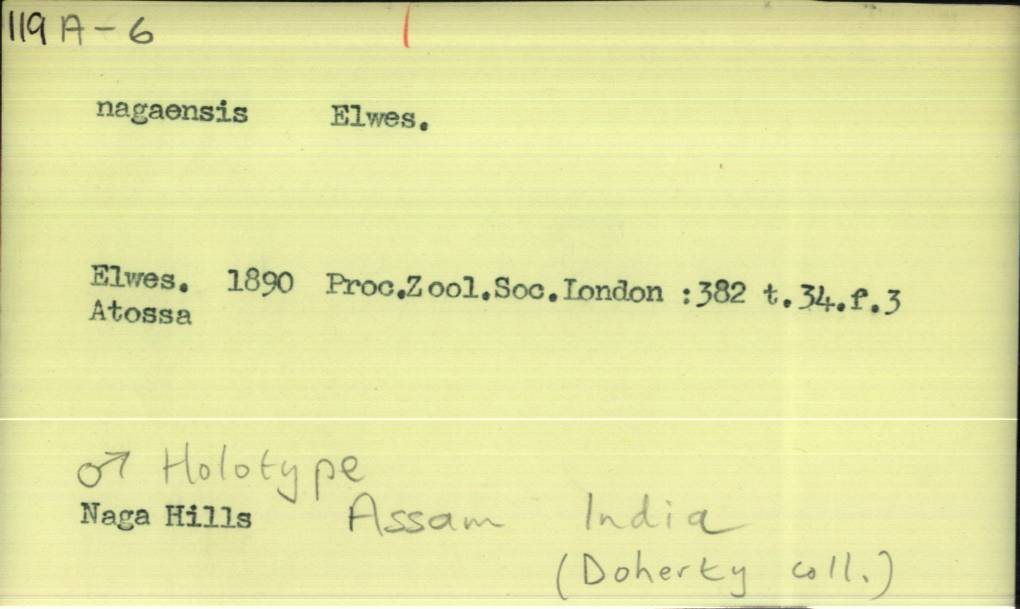 119 A - 6
nagaensis Elwes.
Elwes. 1890 Proc.Zool.Soc.London :382 t.34.f.3
Atossa
♂ Holotype
Naga Hills Assam India
(Doherty coll.)